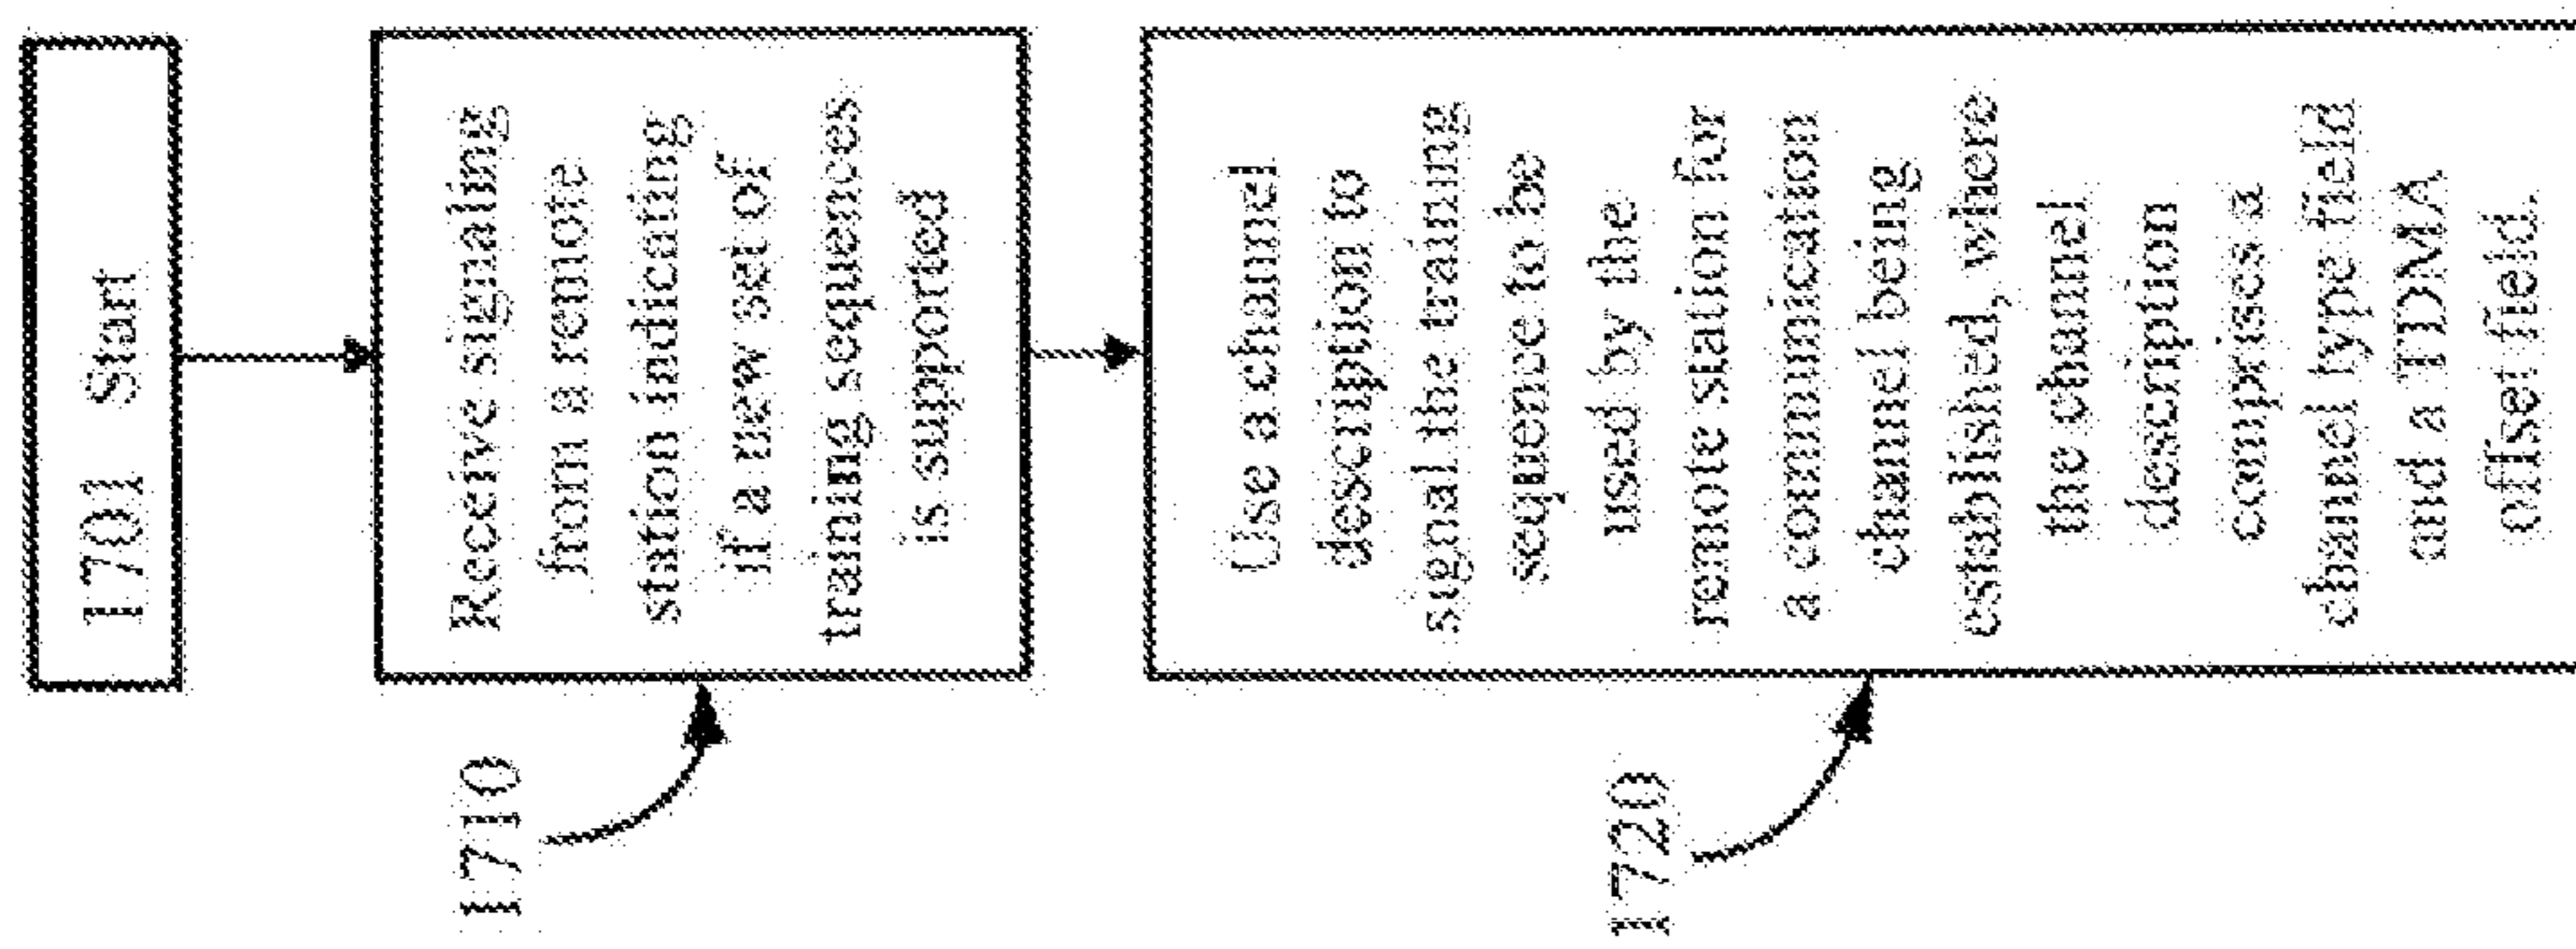 1701 Start
Receive signaling
from a remote
station indicating
if a new set of
training sequences
is supported
1710
Use a channel
description to
signal the training
sequence to be
used by the
remote station for
a communication
channel being
established, where
the channel
description
comprises a
channel type field
and a TDMA
offset field.
1720